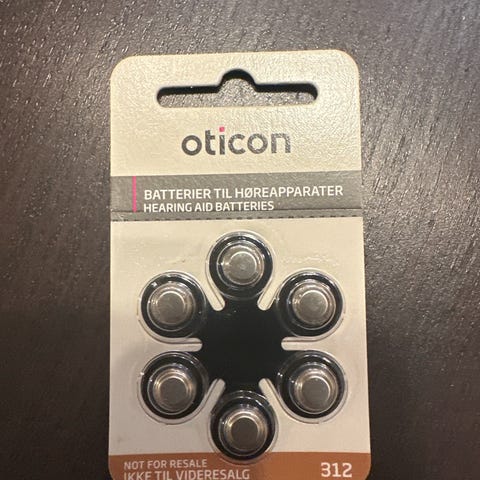 oticon
BATTERIER TIL HØREAPPARATER
HEARING AID BATTERIES
NOT FOR RESALE
IKKE TIL VIDERESALG
312